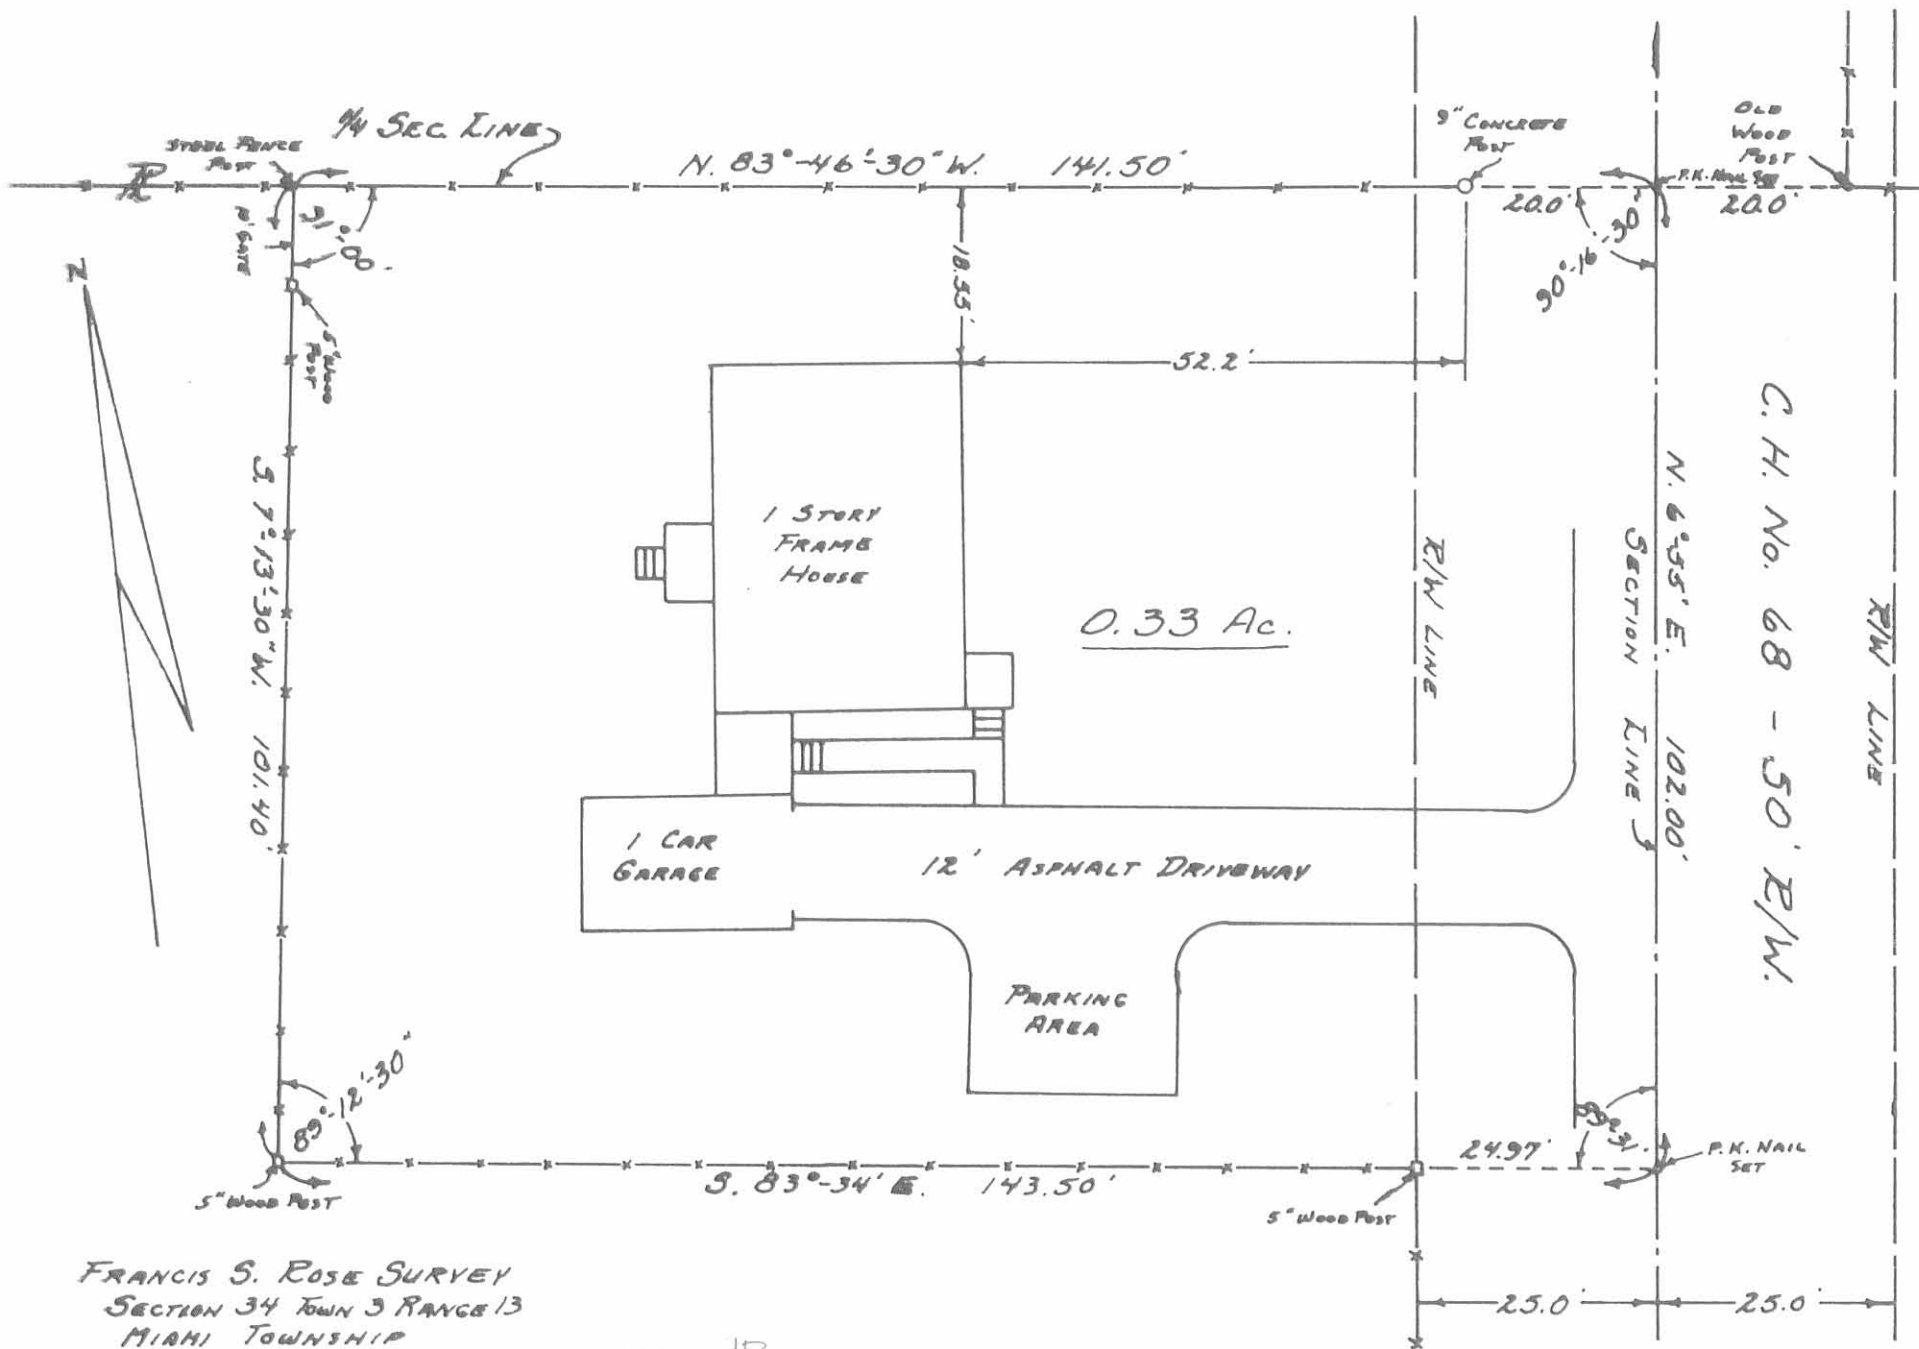 1/4 SEC. LINE
STEEL FENCE
POST
N. 83°-46'-30" W. 141.50'
9" CONCRETE
POST
OLD
WOOD
POST
P.K. NAIL SET
20.0'
20.0'
91°-00'
12' GATE
5" WOOD
POST
90°-16'-30"
18.55'
52.2'
N
S. 7°-13'-30" W. 101.40'
1 STORY
FRAME
HOUSE
0.33 AC.
R/W LINE
SECTION LINE
N. 6°-55' E. 102.00'
C. H. NO. 68 - 50' R/W.
R/W LINE
1 CAR
GARAGE
12' ASPHALT DRIVEWAY
PARKING
AREA
89°-12'-30"
89°-31'
24.97'
P.K. NAIL
SET
S. 83°-34' E. 143.50'
5" WOOD POST
5" WOOD POST
25.0'
25.0'
FRANCIS S. ROSE SURVEY
SECTION 34 TOWN 3 RANGE 13
MIAMI TOWNSHIP